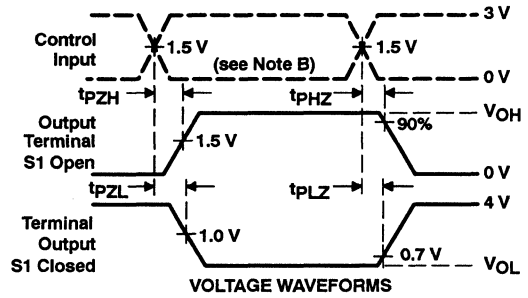 3 V
Control
Input
1.5 V
(see Note B)
1.5 V
0 V
tPZH
tPHZ
VOH
Output
Terminal
S1 Open
1.5 V
90%
0 V
tPZL
tPLZ
4 V
Terminal
Output
S1 Closed
1.0 V
0.7 V
VOL
VOLTAGE WAVEFORMS